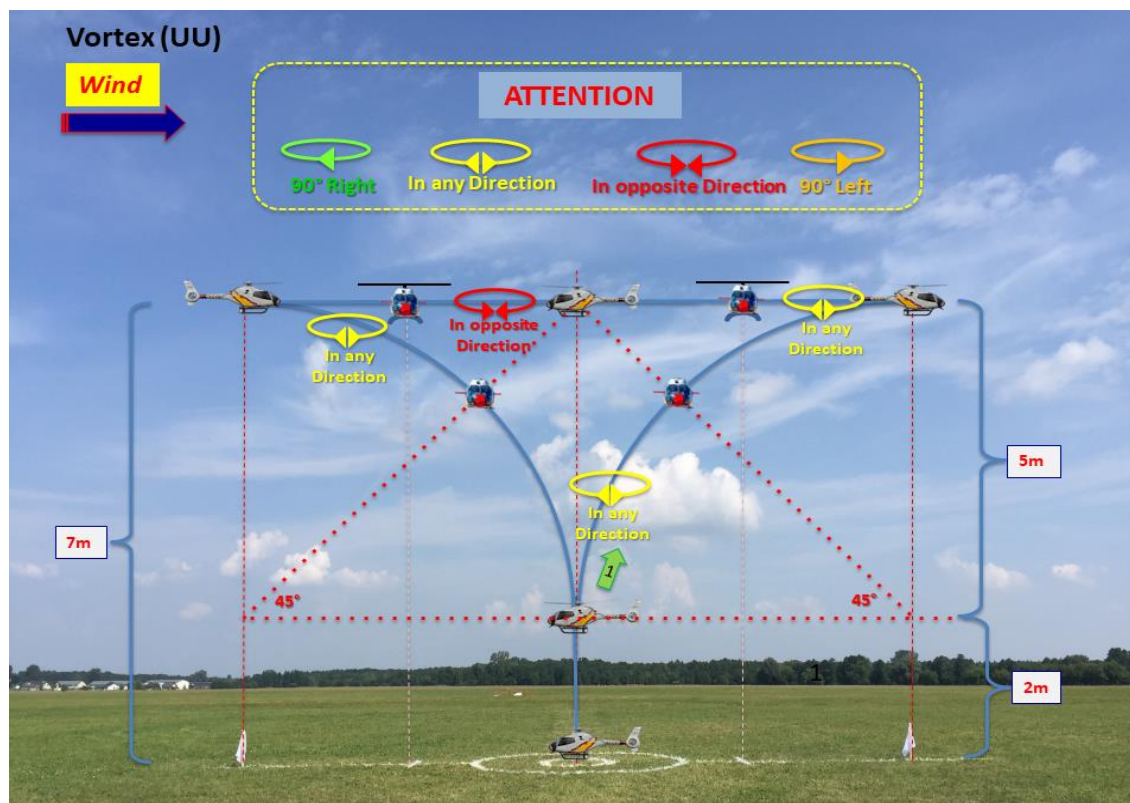 Vortex (UU)
Wind
ATTENTION
90° Right
In any Direction
In opposite Direction
90° Left
In opposite
Direction
In any
Direction
In any
Direction
In any
Direction
1
5m
7m
45°
45°
1
2m